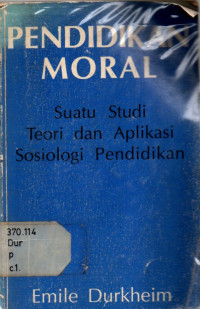 PENDIDIKAN
MORAL
Suatu Studi
Teori dan Aplikasi
Sosiologi Pendidikan
370.114
Dur
p
c1.
Emile Durkheim